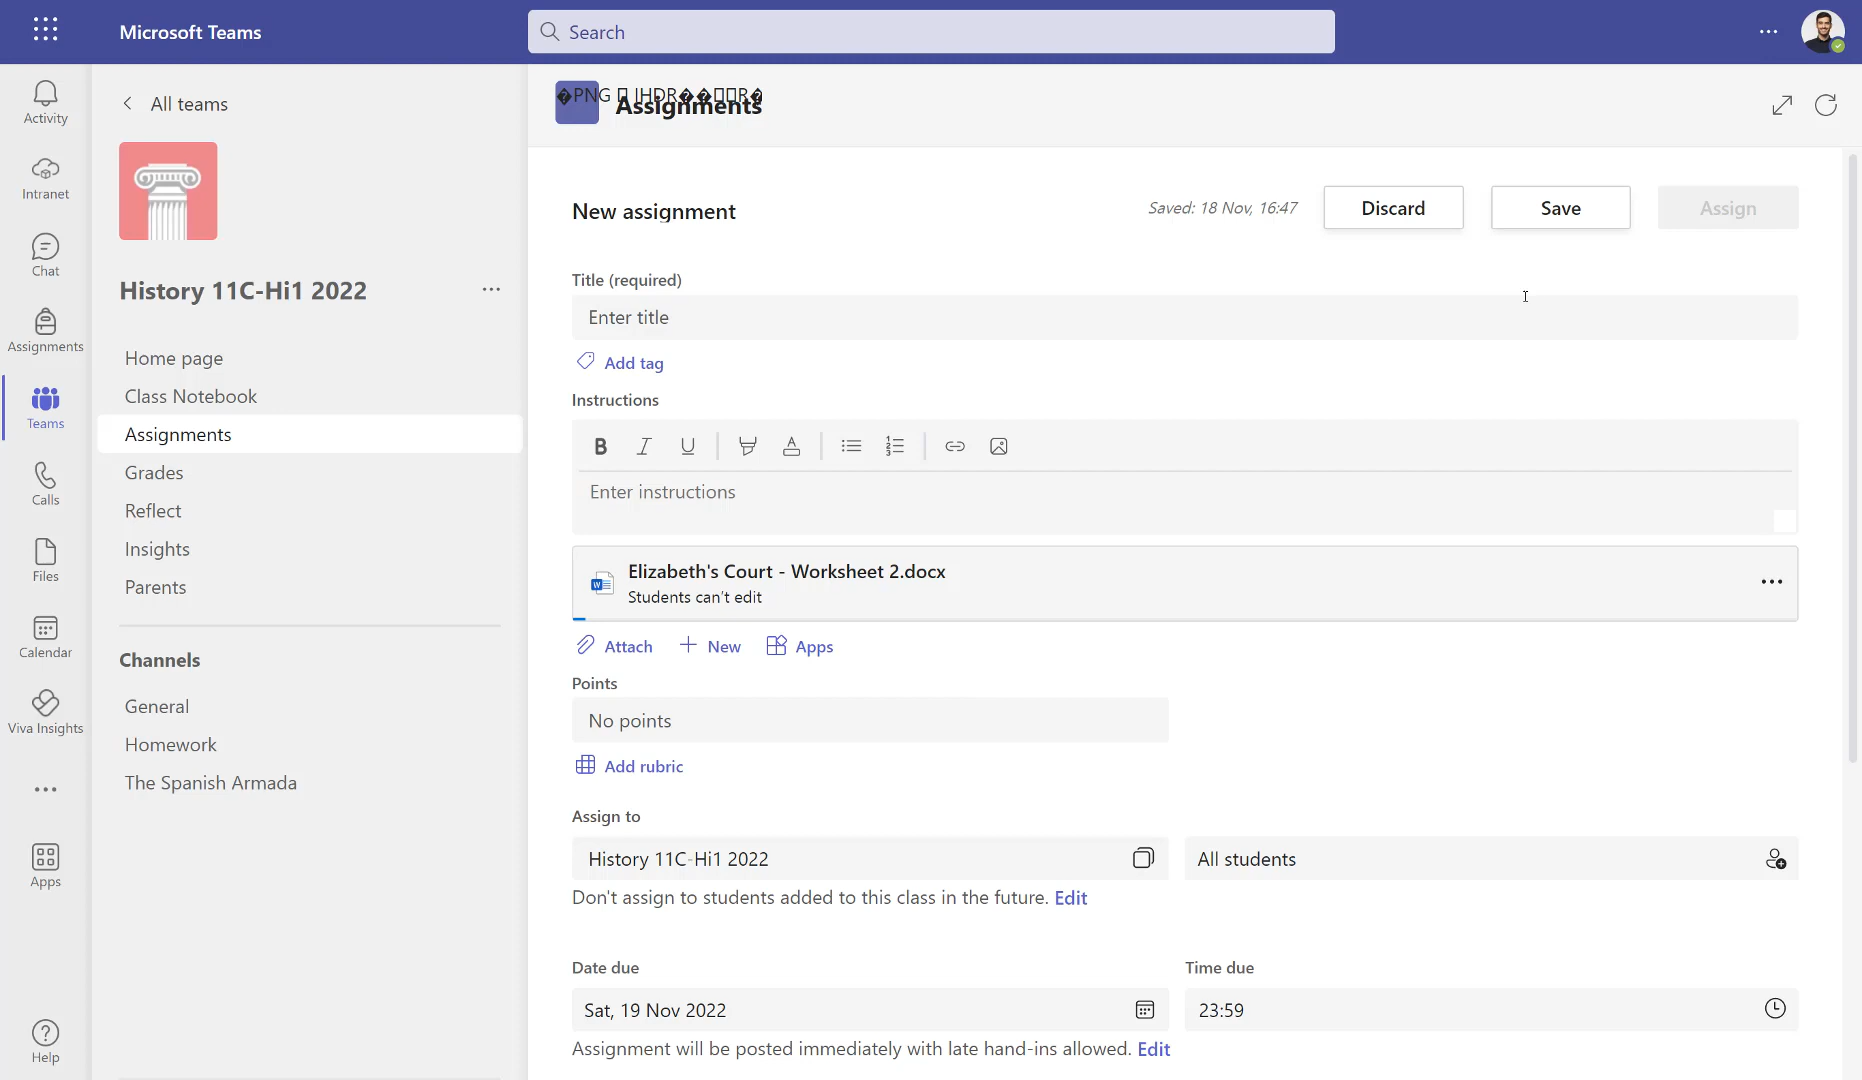 Microsoft Teams
Search
Activity
Intranet
Chat
Assignments
Teams
Calls
Files
Calendar
Viva Insights
Apps
Help
All teams
History 11C-Hi1 2022
Home page
Class Notebook
Assignments
Grades
Reflect
Insights
Parents
Channels
General
Homework
The Spanish Armada
PNG IHDR R
Assignments
New assignment
Saved: 18 Nov, 16:47
Discard
Save
Assign
Title (required)
Enter title
Add tag
Instructions
B I U A
Enter instructions
Elizabeth's Court - Worksheet 2.docx
Students can't edit
Attach
New
Apps
Points
No points
Add rubric
Assign to
History 11C-Hi1 2022
All students
Don't assign to students added to this class in the future. Edit
Date due
Time due
Sat, 19 Nov 2022
23:59
Assignment will be posted immediately with late hand-ins allowed. Edit